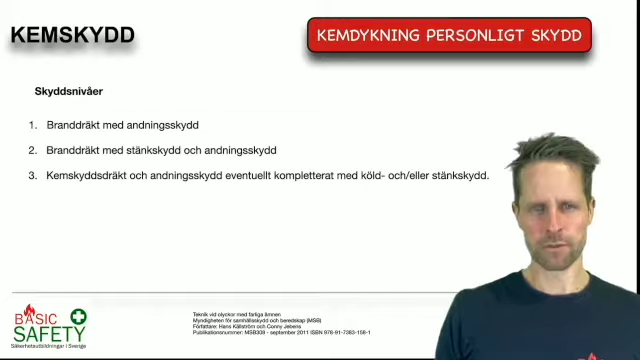 KEMSKYDD
KEMDYKNING PERSONLIGT SKYDD
Skyddsnivåer
1. Branddräkt med andningsskydd
2. Branddräkt med stänkskydd och andningsskydd
3. Kemskyddsdräkt och andningsskydd eventuellt kompletterat med köld- och/eller stänkskydd.
BASIC
SAFETY
Säkerhetsutbildningar i Sverige
Teknik vid olyckor med farliga ämnen
Myndigheten för samhällsskydd och beredskap (MSB)
Författare: Hans Källström och Conny Jebens
Publikationsnummer: MSB308 - september 2011 ISBN 978-91-7383-158-1